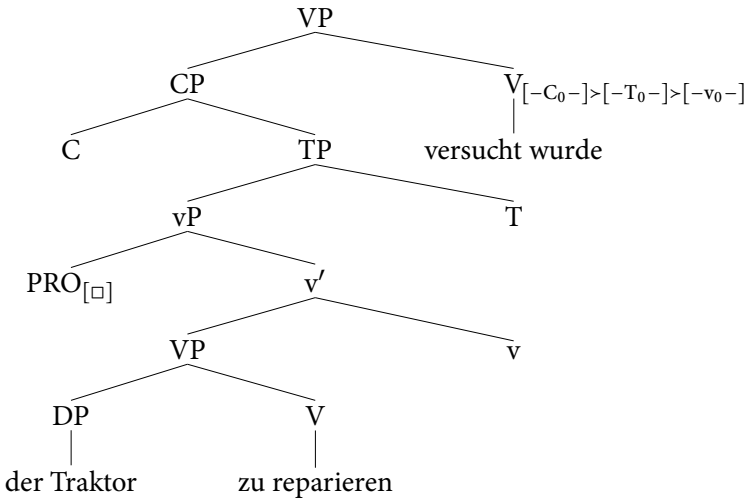 VP
CP V[−C₀−]≻[−T₀−]≻[−v₀−]
C TP versucht wurde
vP T
PRO[□] v′
VP v
DP V
der Traktor zu reparieren